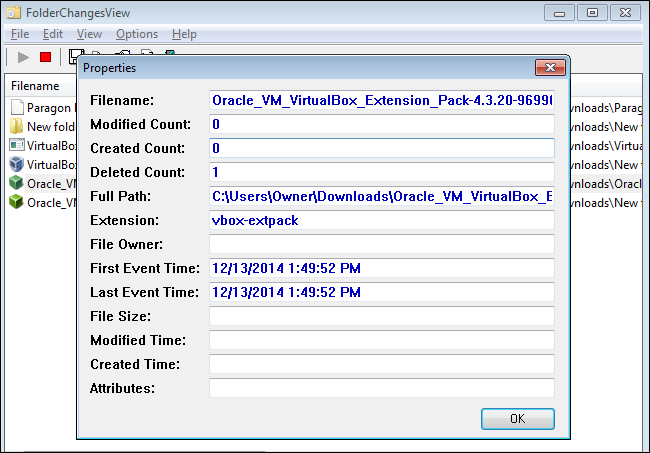 FolderChangesView
File Edit View Options Help
Filename
Properties
Paragon
New fold
VirtualBo
VirtualBo
Oracle_VM
Oracle_VM
wnloads\Parag
wnloads\New f
wnloads\Virtua
wnloads\New f
wnloads\Oracl
wnloads\New f
Filename: Oracle_VM_VirtualBox_Extension_Pack-4.3.20-96996
Modified Count: 0
Created Count: 0
Deleted Count: 1
Full Path: C:\Users\Owner\Downloads\Oracle_VM_VirtualBox_E
Extension: vbox-extpack
File Owner:
First Event Time: 12/13/2014 1:49:52 PM
Last Event Time: 12/13/2014 1:49:52 PM
File Size:
Modified Time:
Created Time:
Attributes:
OK